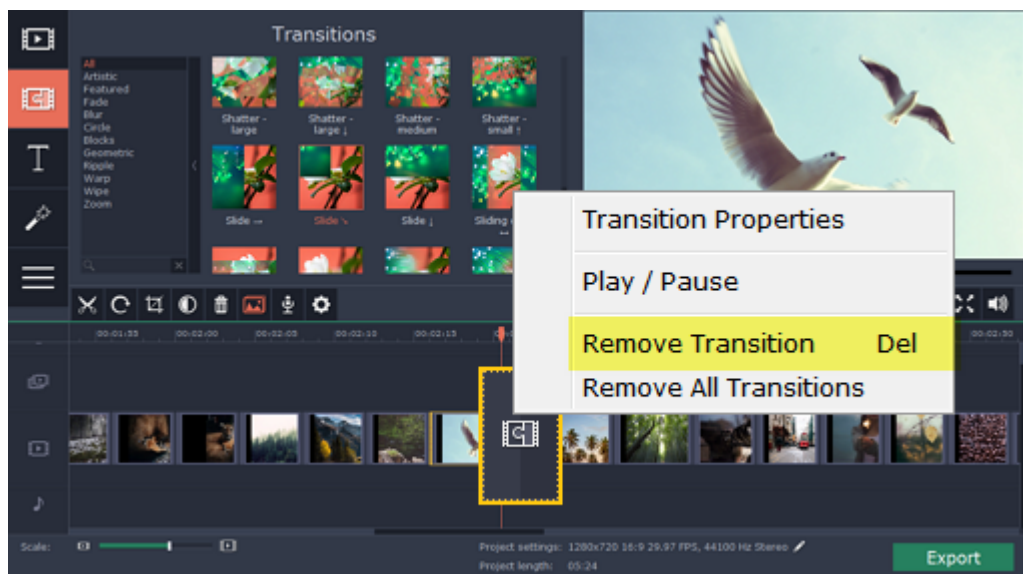 Transitions
All
Artistic
Featured
Fade
Blur
Circle
Blocks
Geometric
Ripple
Warp
Wipe
Zoom
Shatter -
large
Shatter -
large ↓
Shatter -
medium
Shatter -
small ↑
Slide →
Slide ↘
Slide ↓
Sliding
Transition Properties
Play / Pause
Remove Transition Del
Remove All Transitions
00:01:55 00:02:00 00:02:05 00:02:10 00:02:15 00:02:50
Scale:
Project settings: 1280x720 16:9 29.97 FPS, 44100 Hz Stereo
Project length: 05:24
Export